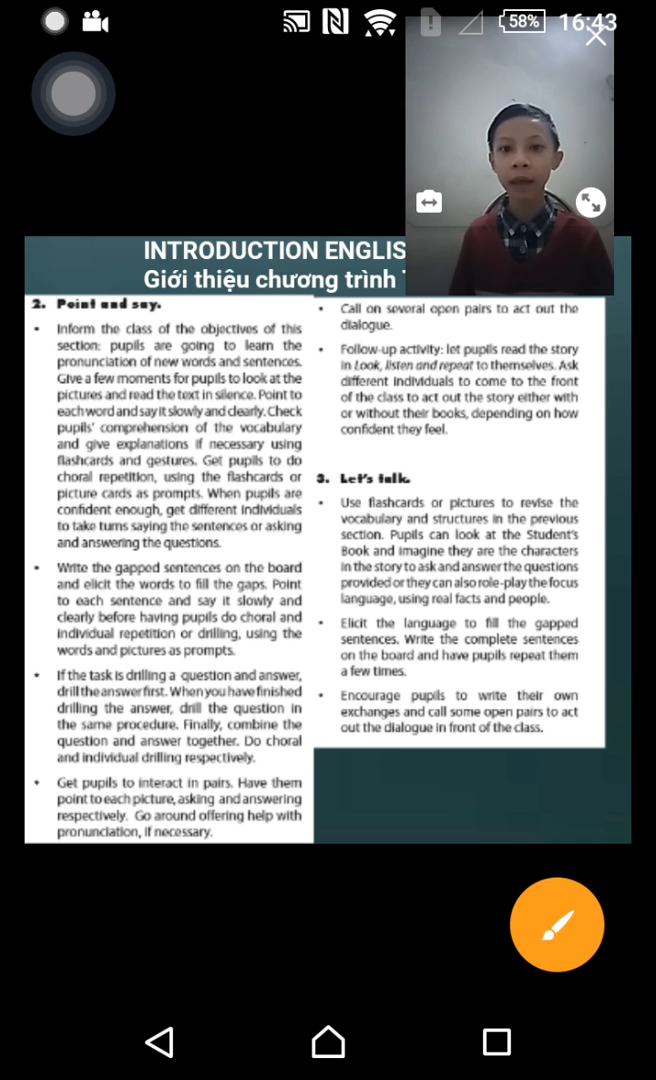 58%
16:43
INTRODUCTION ENGLIS
Giới thiệu chương trình
2. Point and say.
• Inform the class of the objectives of this
section: pupils are going to learn the
pronunciation of new words and sentences.
Give a few moments for pupils to look at the
pictures and read the text in silence. Point to
each word and say it slowly and clearly. Check
pupils' comprehension of the vocabulary
and give explanations if necessary using
flashcards and gestures. Get pupils to do
choral repetition, using the flashcards or
picture cards as prompts. When pupils are
confident enough, get different individuals
to take turns saying the sentences or asking
and answering the questions.
• Write the gapped sentences on the board
and elicit the words to fill the gaps. Point
to each sentence and say it slowly and
clearly before having pupils do choral and
individual repetition or drilling, using the
words and pictures as prompts.
• If the task is drilling a question and answer,
drill the answer first. When you have finished
drilling the answer, drill the question in
the same procedure. Finally, combine the
question and answer together. Do choral
and individual drilling respectively.
• Get pupils to interact in pairs. Have them
point to each picture, asking and answering
respectively. Go around offering help with
pronunciation, if necessary.
• Call on several open pairs to act out the
dialogue.
• Follow-up activity: let pupils read the story
in Look, listen and repeat to themselves. Ask
different individuals to come to the front
of the class to act out the story either with
or without their books, depending on how
confident they feel.
3. Let's talk.
• Use flashcards or pictures to revise the
vocabulary and structures in the previous
section. Pupils can look at the Student's
Book and imagine they are the characters
in the story to ask and answer the questions
provided or they can also role-play the focus
language, using real facts and people.
• Elicit the language to fill the gapped
sentences. Write the complete sentences
on the board and have pupils repeat them
a few times.
• Encourage pupils to write their own
exchanges and call some open pairs to act
out the dialogue in front of the class.